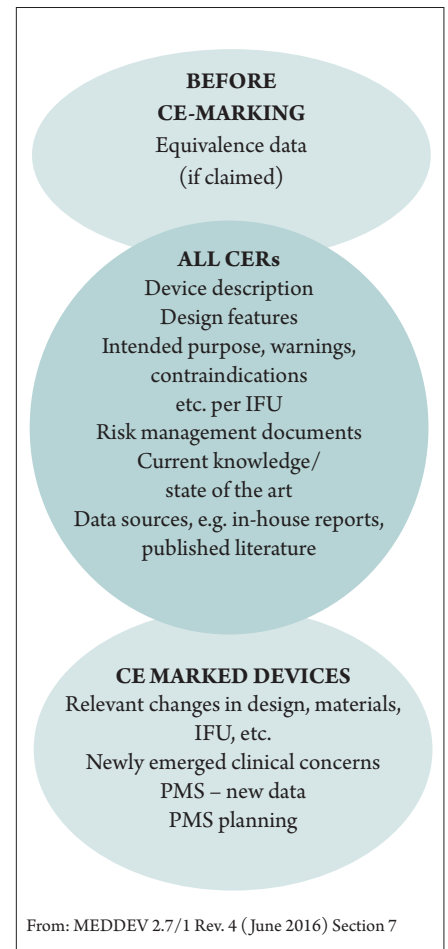 BEFORE
CE-MARKING
Equivalence data
(if claimed)
ALL CERs
Device description
Design features
Intended purpose, warnings,
contraindications
etc. per IFU
Risk management documents
Current knowledge/
state of the art
Data sources, e.g. in-house reports,
published literature
CE MARKED DEVICES
Relevant changes in design, materials,
IFU, etc.
Newly emerged clinical concerns
PMS – new data
PMS planning
From: MEDDEV 2.7/1 Rev. 4 (June 2016) Section 7